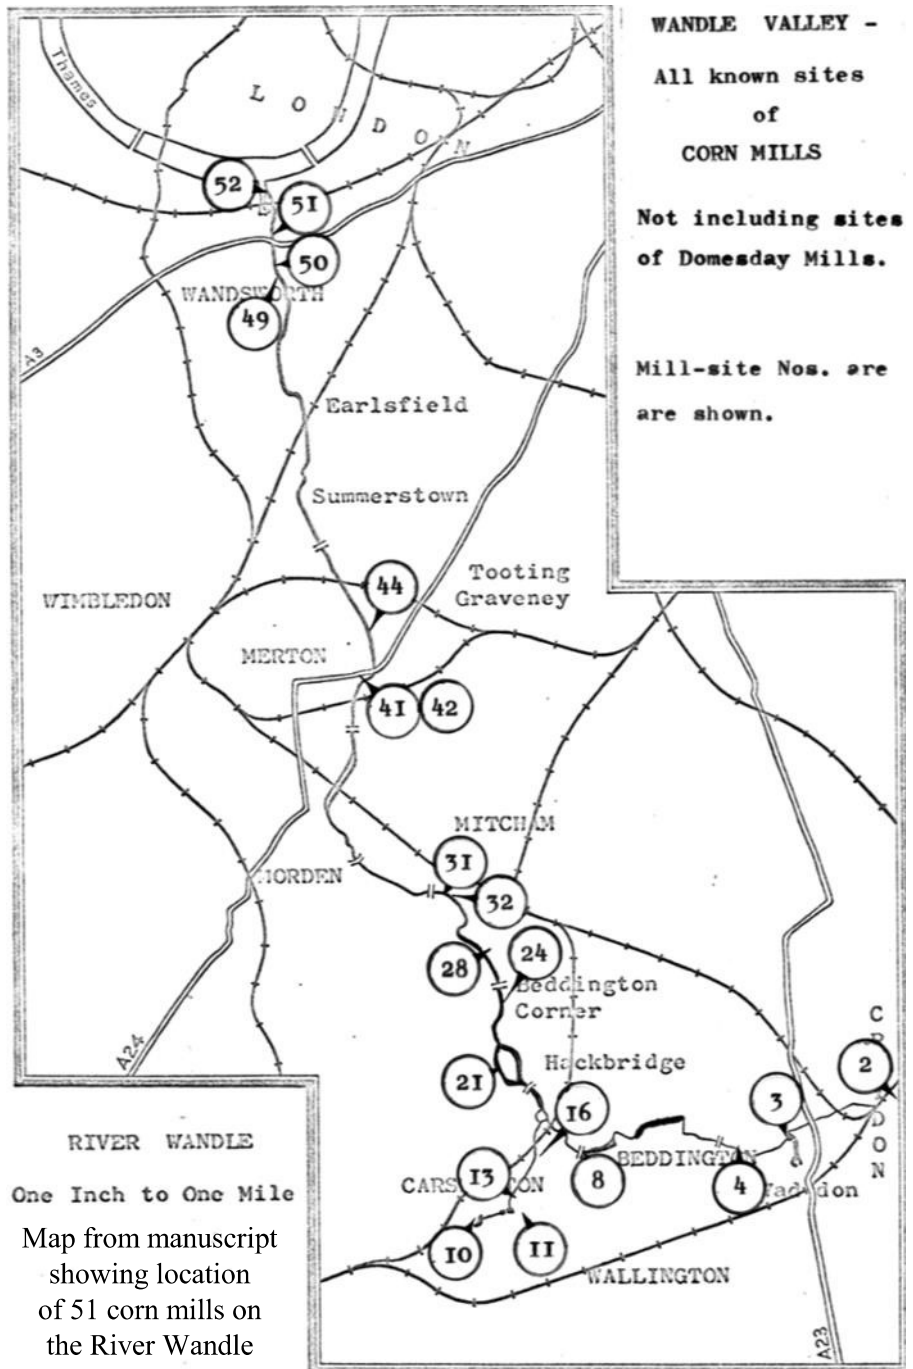 WANDLE VALLEY -
All known sites
of
CORN MILLS
Not including sites
of Domesday Mills.
Mill-site Nos. are
are shown.
Thames
LONDON
52
51
50
WANDSWORTH
49
A3
Earlsfield
Summerstown
44
Tooting
Graveney
WIMBLEDON
MERTON
41
42
MITCHAM
31
MORDEN
32
24
28
Beddington
Corner
A24
Hackbridge
21
2
3
16
BEDDINGTON
13
8
4
10
11
WALLINGTON
A23
RIVER WANDLE
One Inch to One Mile
Map from manuscript
showing location
of 51 corn mills on
the River Wandle